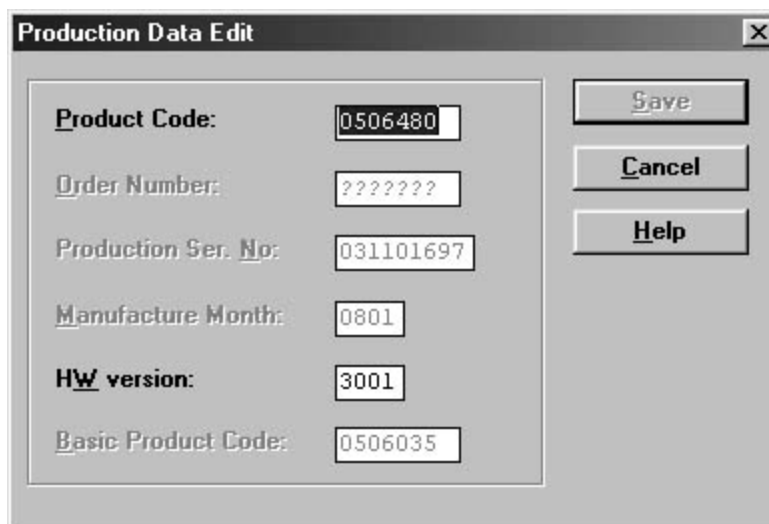 Production Data Edit
Product Code: 0506480
Save
Order Number: ???????
Cancel
Production Ser. No: 031101697
Help
Manufacture Month: 0801
HW version: 3001
Basic Product Code: 0506035